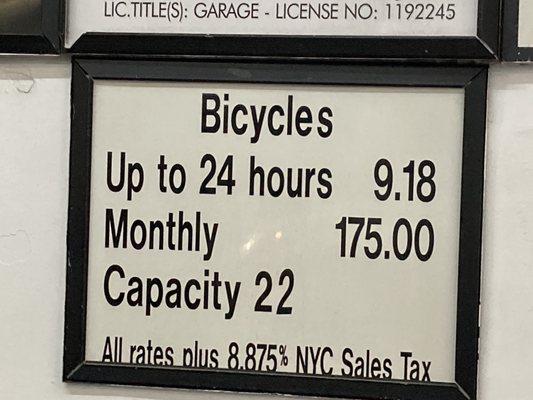 LIC.TITLE(S): GARAGE - LICENSE NO: 1192245
Bicycles
Up to 24 hours 9.18
Monthly 175.00
Capacity 22
All rates plus 8.875% NYC Sales Tax